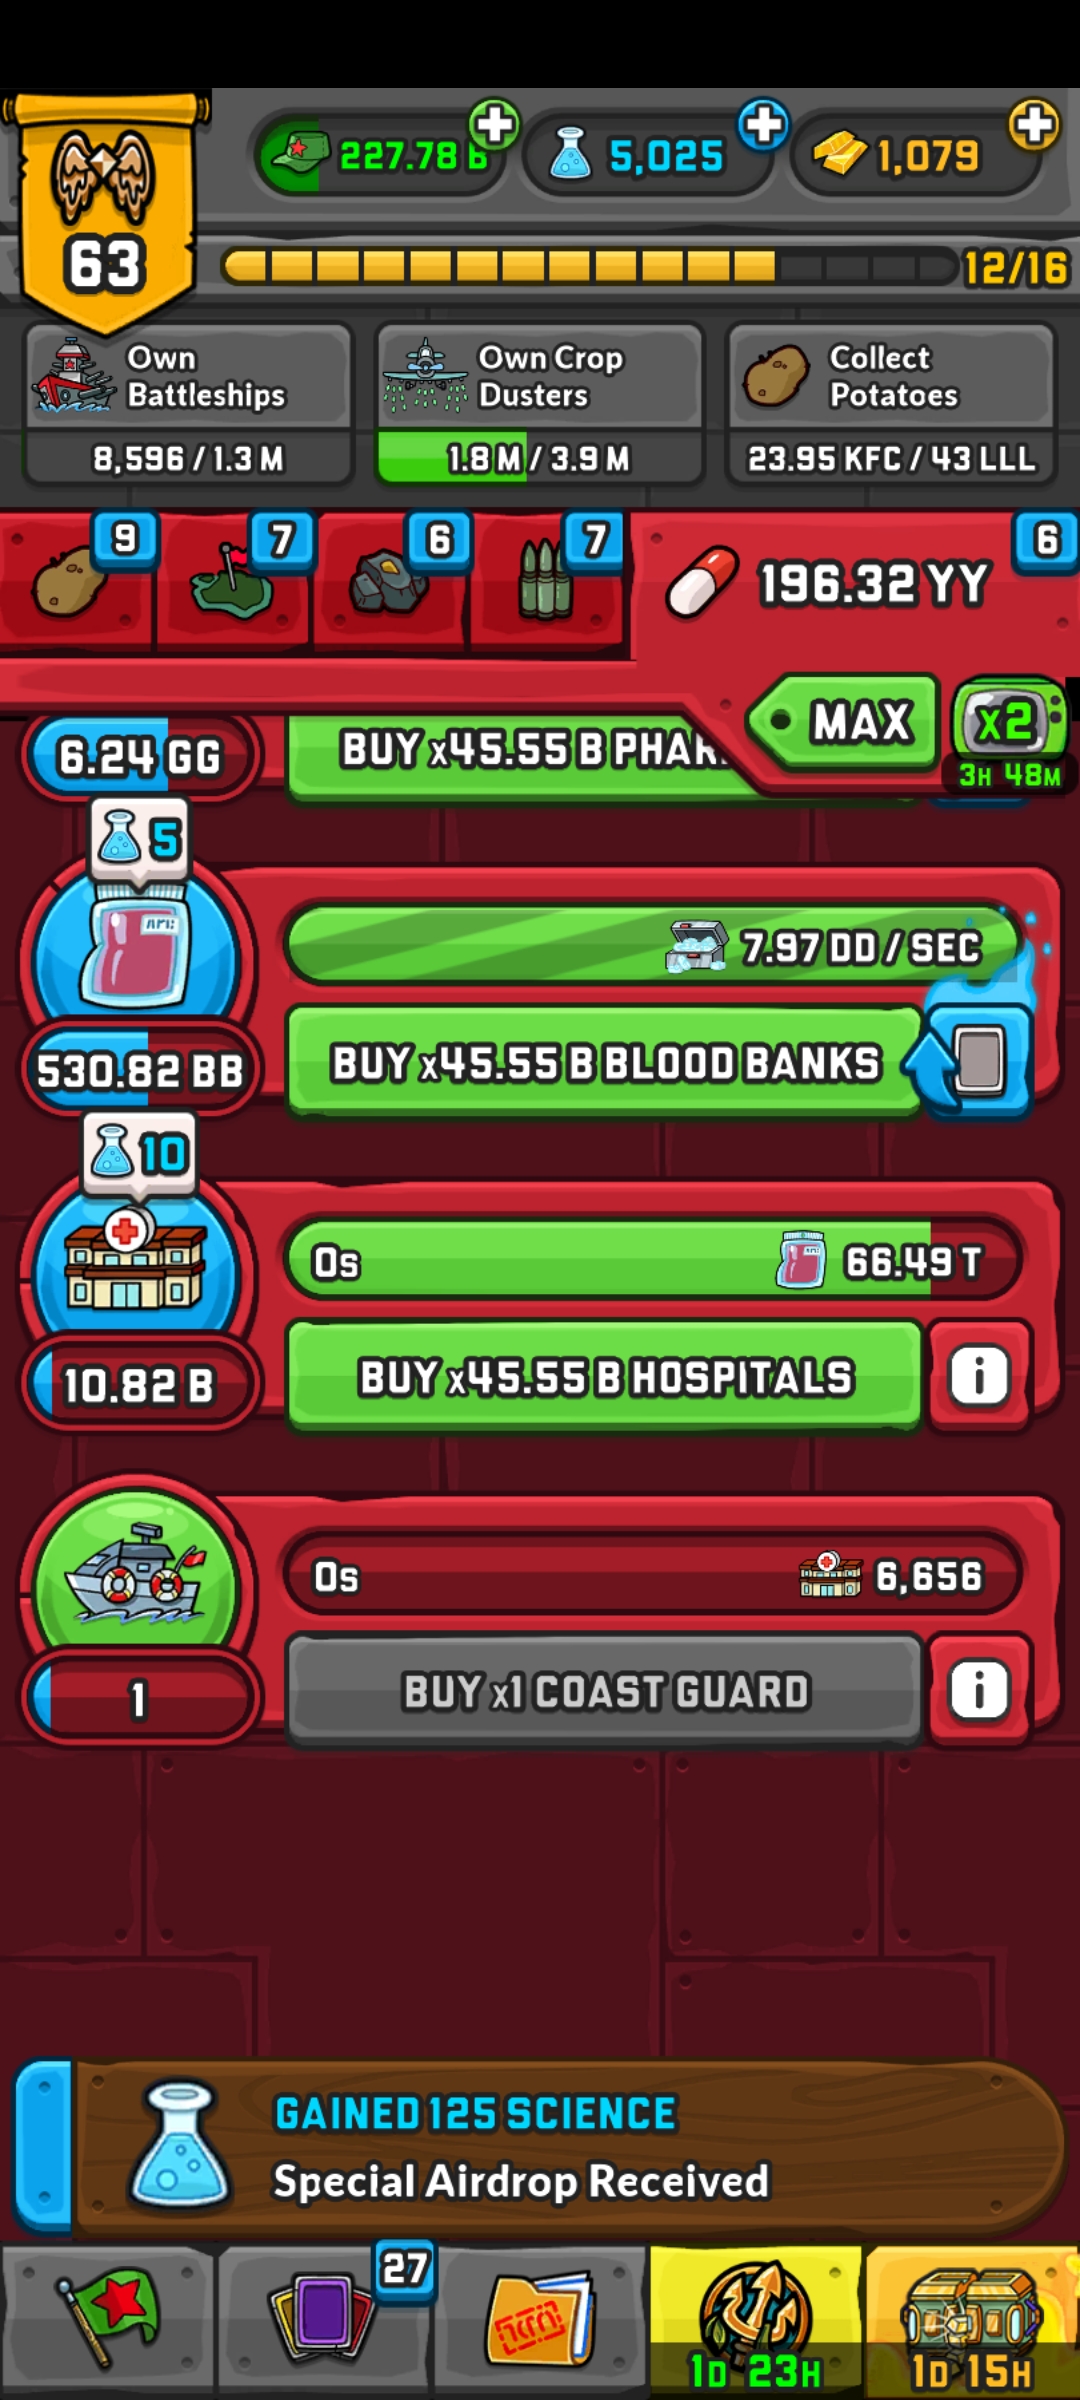 227.78 B
5,025
1,079
63
12/16
Own
Battleships
8,596 / 1.3 M
Own Crop
Dusters
1.8 M / 3.9 M
Collect
Potatoes
23.95 KFC / 43 LLL
9
7
6
7
196.32 YY
6
MAX
x2
3H 48M
6.24 GG
BUY x45.55 B PHAR
5
7.97 DD / SEC
530.82 BB
BUY x45.55 B BLOOD BANKS
10
0s
66.49 T
10.82 B
BUY x45.55 B HOSPITALS
i
0s
6,656
1
BUY x1 COAST GUARD
i
GAINED 125 SCIENCE
Special Airdrop Received
27
1D 23H
1D 15H